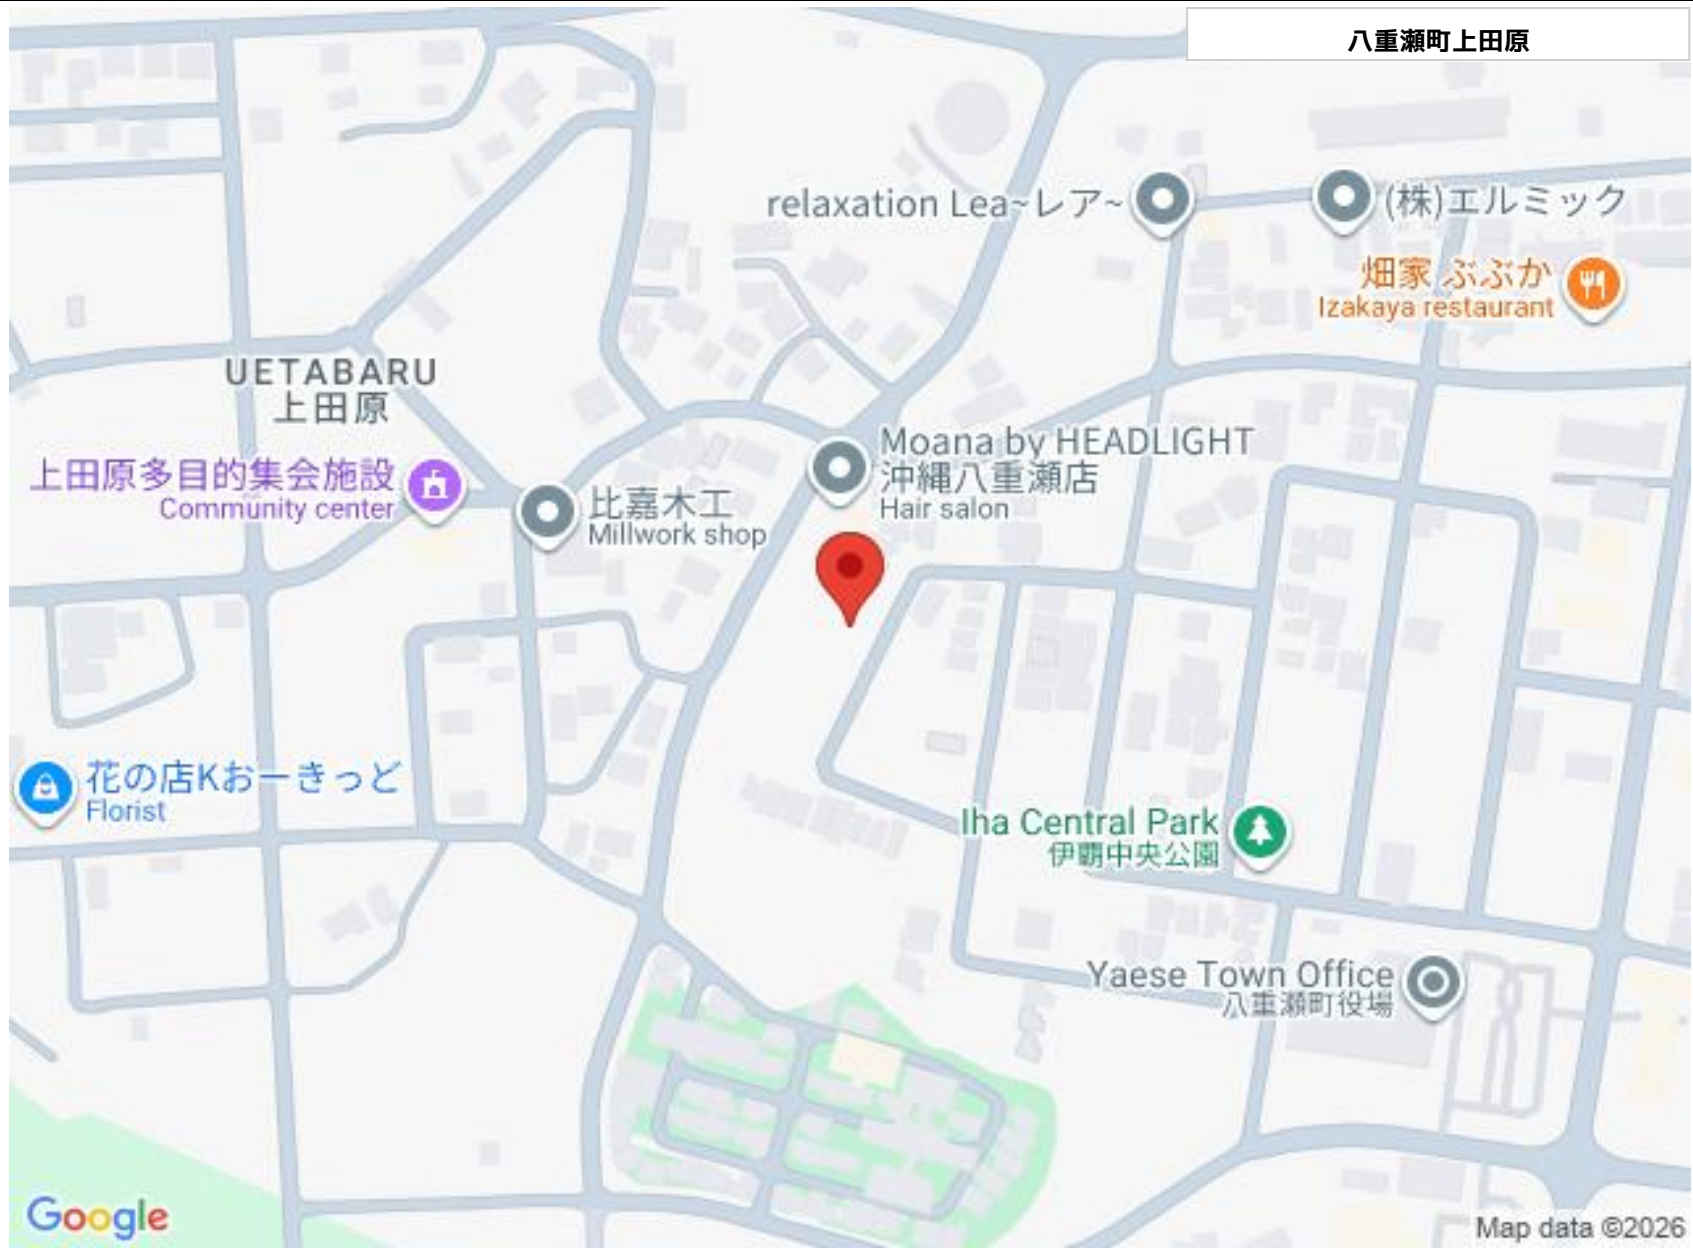 八重瀬町上田原
relaxation Lea~レア~
(株)エルミック
畑家 ぶぶか
Izakaya restaurant
UETABARU
上田原
Moana by HEADLIGHT
沖縄八重瀬店
Hair salon
上田原多目的集会施設
Community center
比嘉木工
Millwork shop
花の店Kおーきっど
Florist
Iha Central Park
伊覇中央公園
Yaese Town Office
八重瀬町役場
Google
Map data ©2026